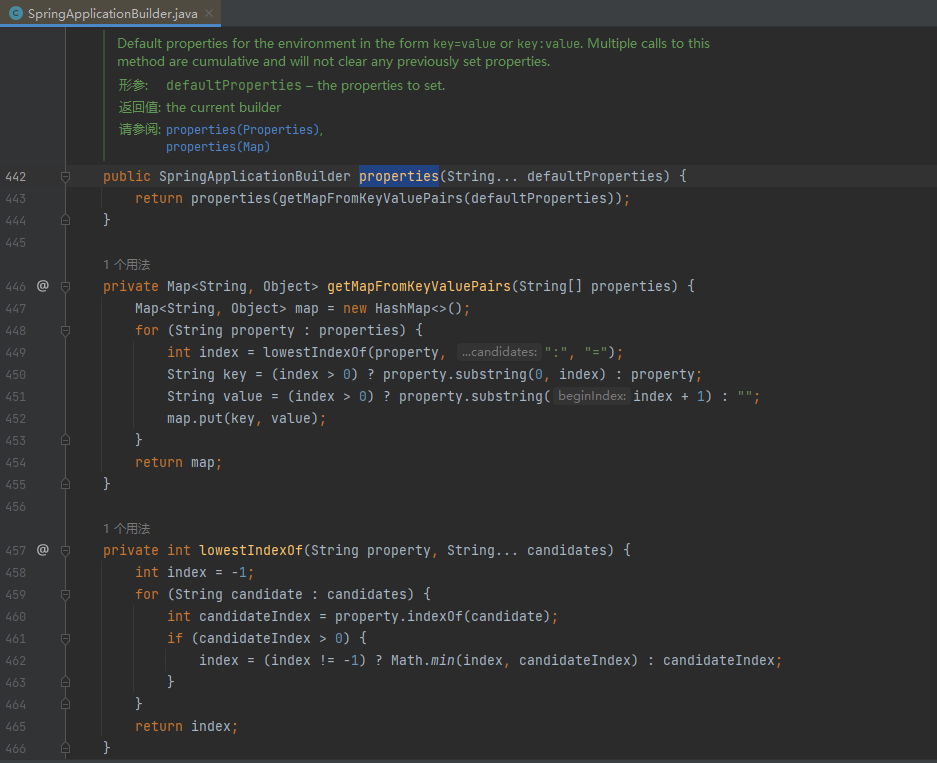 SpringApplicationBuilder.java
Default properties for the environment in the form key=value or key:value. Multiple calls to this
method are cumulative and will not clear any previously set properties.
形参: defaultProperties – the properties to set.
返回值: the current builder
请参阅: properties(Properties),
properties(Map)
442 public SpringApplicationBuilder properties(String... defaultProperties) {
443 return properties(getMapFromKeyValuePairs(defaultProperties));
444 }
445
1 个用法
446 @ private Map<String, Object> getMapFromKeyValuePairs(String[] properties) {
447 Map<String, Object> map = new HashMap<>();
448 for (String property : properties) {
449 int index = lowestIndexOf(property, ...candidates: ":", "=");
450 String key = (index > 0) ? property.substring(0, index) : property;
451 String value = (index > 0) ? property.substring( beginIndex: index + 1) : "";
452 map.put(key, value);
453 }
454 return map;
455 }
456
1 个用法
457 @ private int lowestIndexOf(String property, String... candidates) {
458 int index = -1;
459 for (String candidate : candidates) {
460 int candidateIndex = property.indexOf(candidate);
461 if (candidateIndex > 0) {
462 index = (index != -1) ? Math.min(index, candidateIndex) : candidateIndex;
463 }
464 }
465 return index;
466 }